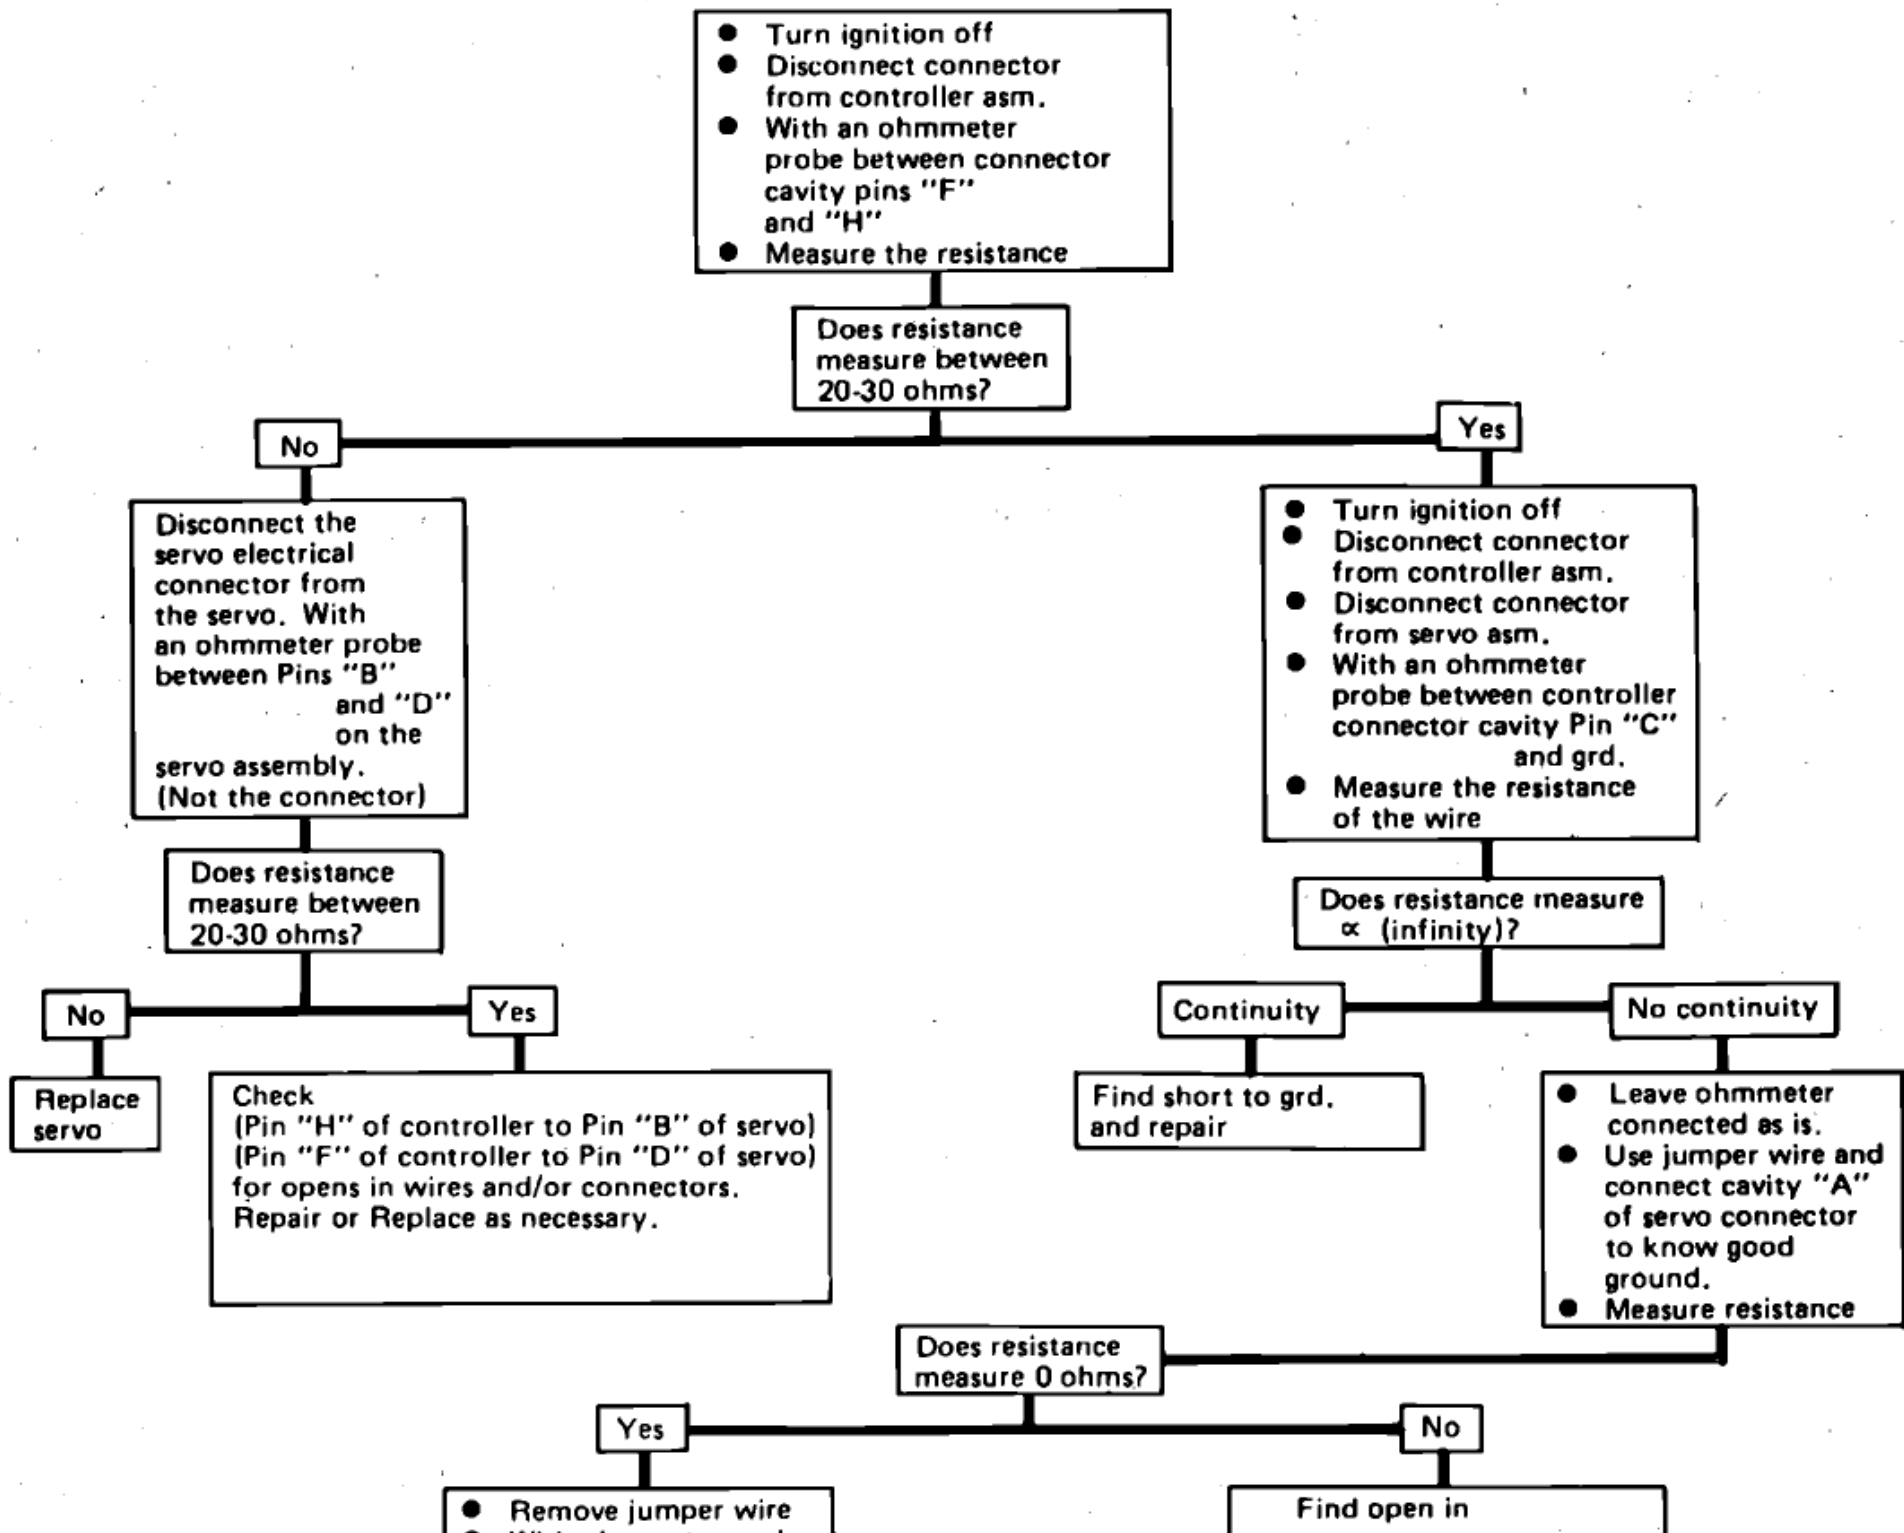 ● Turn ignition off
● Disconnect connector
from controller asm.
● With an ohmmeter
probe between connector
cavity pins "F"
and "H"
● Measure the resistance
Does resistance
measure between
20-30 ohms?
No
Yes
Disconnect the
servo electrical
connector from
the servo. With
an ohmmeter probe
between Pins "B"
and "D"
on the
servo assembly.
(Not the connector)
● Turn ignition off
● Disconnect connector
from controller asm.
● Disconnect connector
from servo asm.
● With an ohmmeter
probe between controller
connector cavity Pin "C"
and grd.
● Measure the resistance
of the wire
Does resistance
measure between
20-30 ohms?
Does resistance measure
∝ (infinity)?
No
Yes
Continuity
No continuity
Replace
servo
Check
(Pin "H" of controller to Pin "B" of servo)
(Pin "F" of controller to Pin "D" of servo)
for opens in wires and/or connectors.
Repair or Replace as necessary.
Find short to grd.
and repair
● Leave ohmmeter
connected as is.
● Use jumper wire and
connect cavity "A"
of servo connector
to know good
ground.
● Measure resistance
Does resistance
measure 0 ohms?
Yes
No
● Remove jumper wire
Find open in